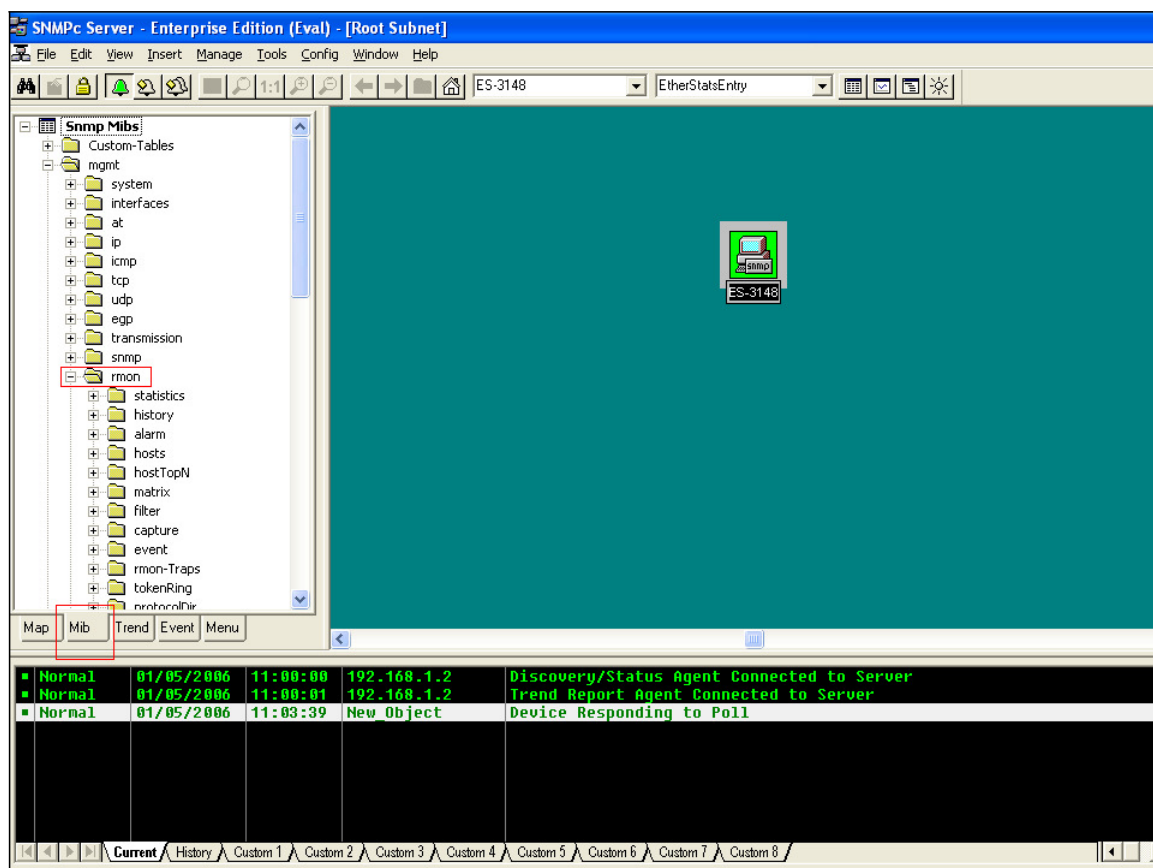 SNMPc Server - Enterprise Edition (Eval) - [Root Subnet]
File Edit View Insert Manage Tools Config Window Help
1:1 ES-3148 EtherStatsEntry
Snmp Mibs
Custom-Tables
mgmt
system
interfaces
at
ip
icmp
tcp
udp
egp
transmission
snmp
rmon
statistics
history
alarm
hosts
hostTopN
matrix
filter
capture
event
rmon-Traps
tokenRing
protocolDir
Map Mib Trend Event Menu
snmp
ES-3148
Normal 01/05/2006 11:00:00 192.168.1.2 Discovery/Status Agent Connected to Server
Normal 01/05/2006 11:00:01 192.168.1.2 Trend Report Agent Connected to Server
Normal 01/05/2006 11:03:39 New_Object Device Responding to Poll
Current History Custom 1 Custom 2 Custom 3 Custom 4 Custom 5 Custom 6 Custom 7 Custom 8